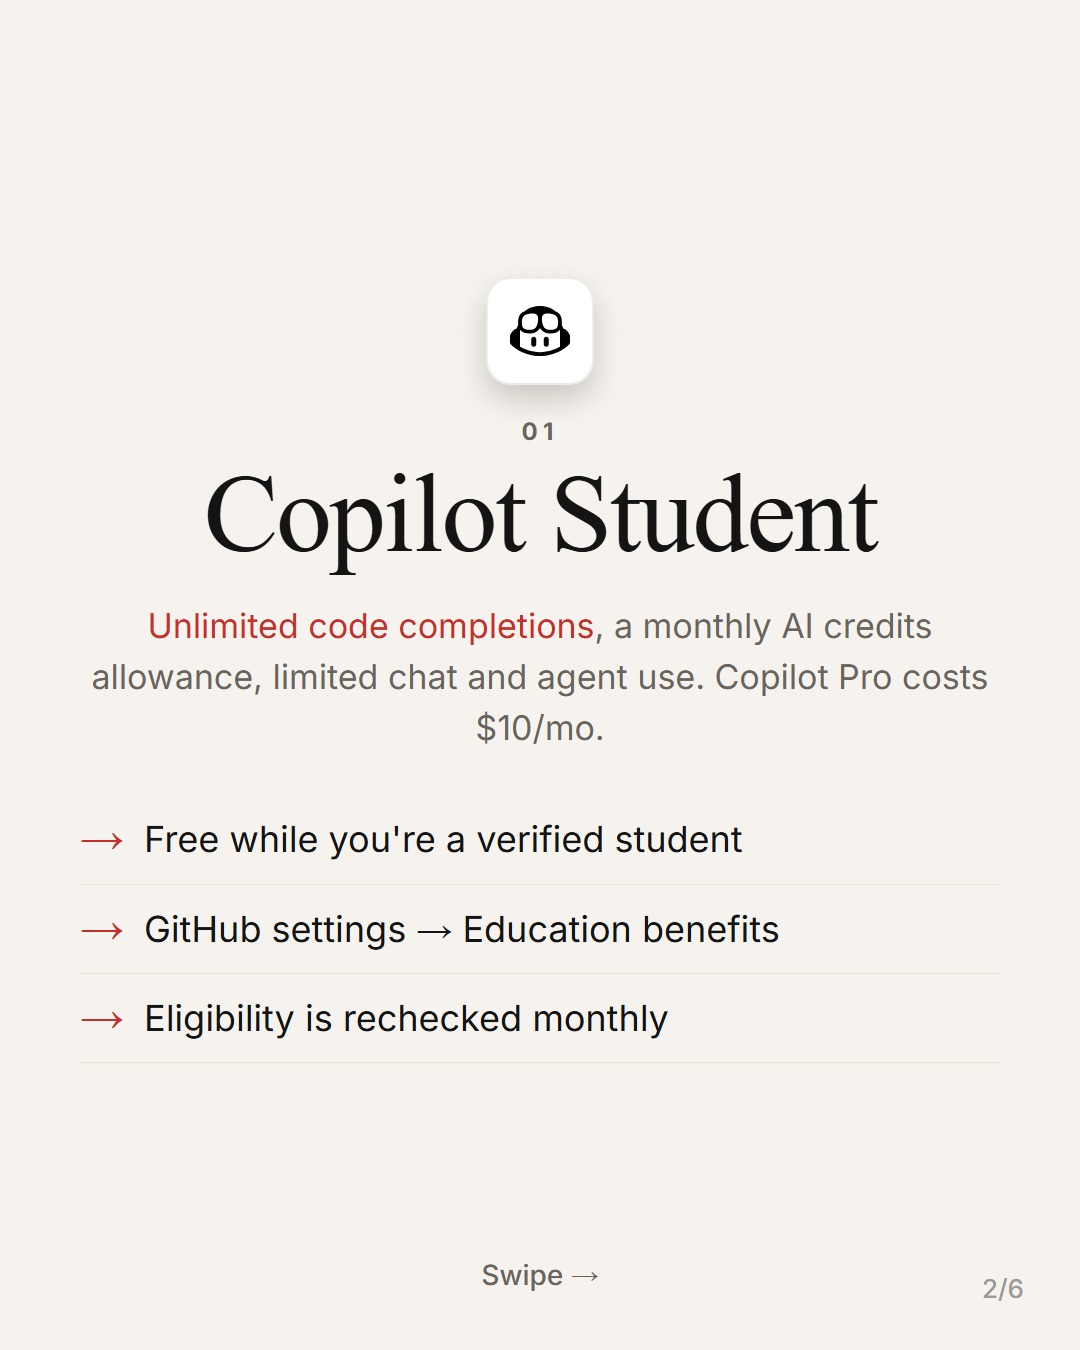 01
Copilot Student
Unlimited code completions, a monthly AI credits
allowance, limited chat and agent use. Copilot Pro costs
$10/mo.
→ Free while you're a verified student
→ GitHub settings → Education benefits
→ Eligibility is rechecked monthly
Swipe →
2/6